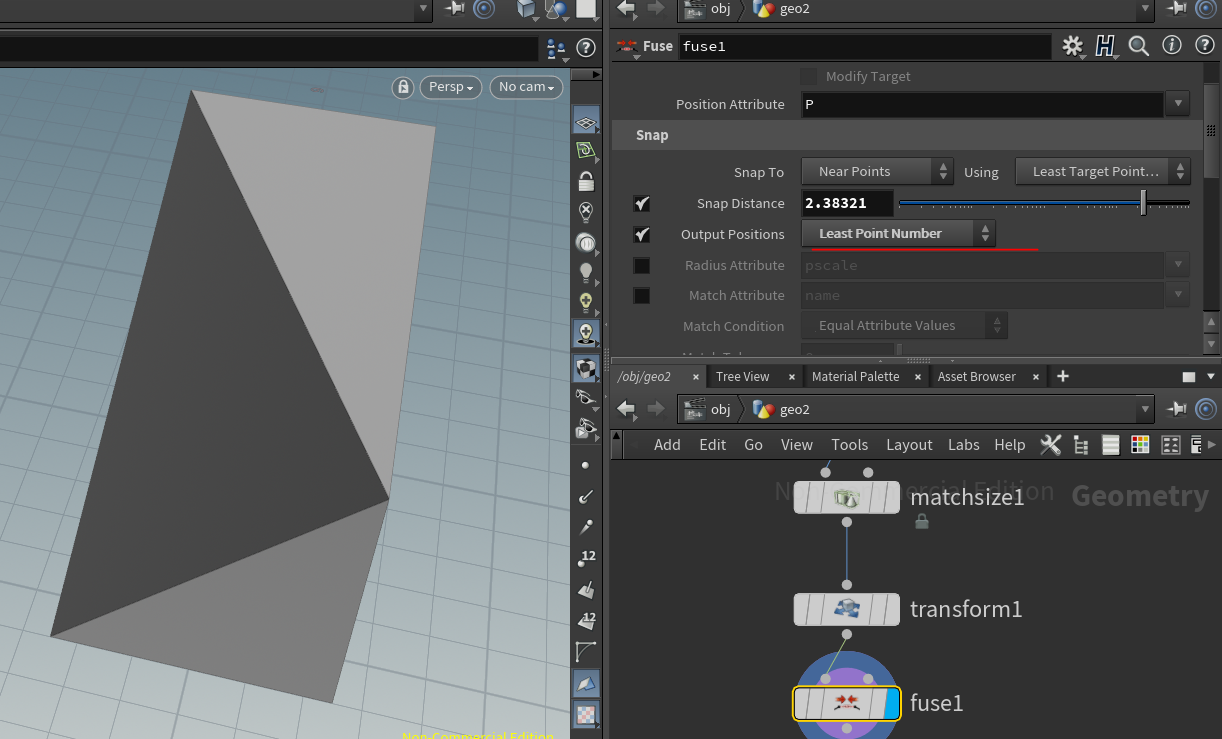 obj geo2
Fuse fuse1
Persp No cam
Modify Target
Position Attribute P
Snap
Snap To Near Points Using Least Target Point...
Snap Distance 2.38321
Output Positions Least Point Number
Radius Attribute pscale
Match Attribute name
Match Condition Equal Attribute Values
/obj/geo2 Tree View Material Palette Asset Browser
obj geo2
Add Edit Go View Tools Layout Labs Help
Geometry
matchsize1
transform1
fuse1
12
12
Non-Commercial Edition